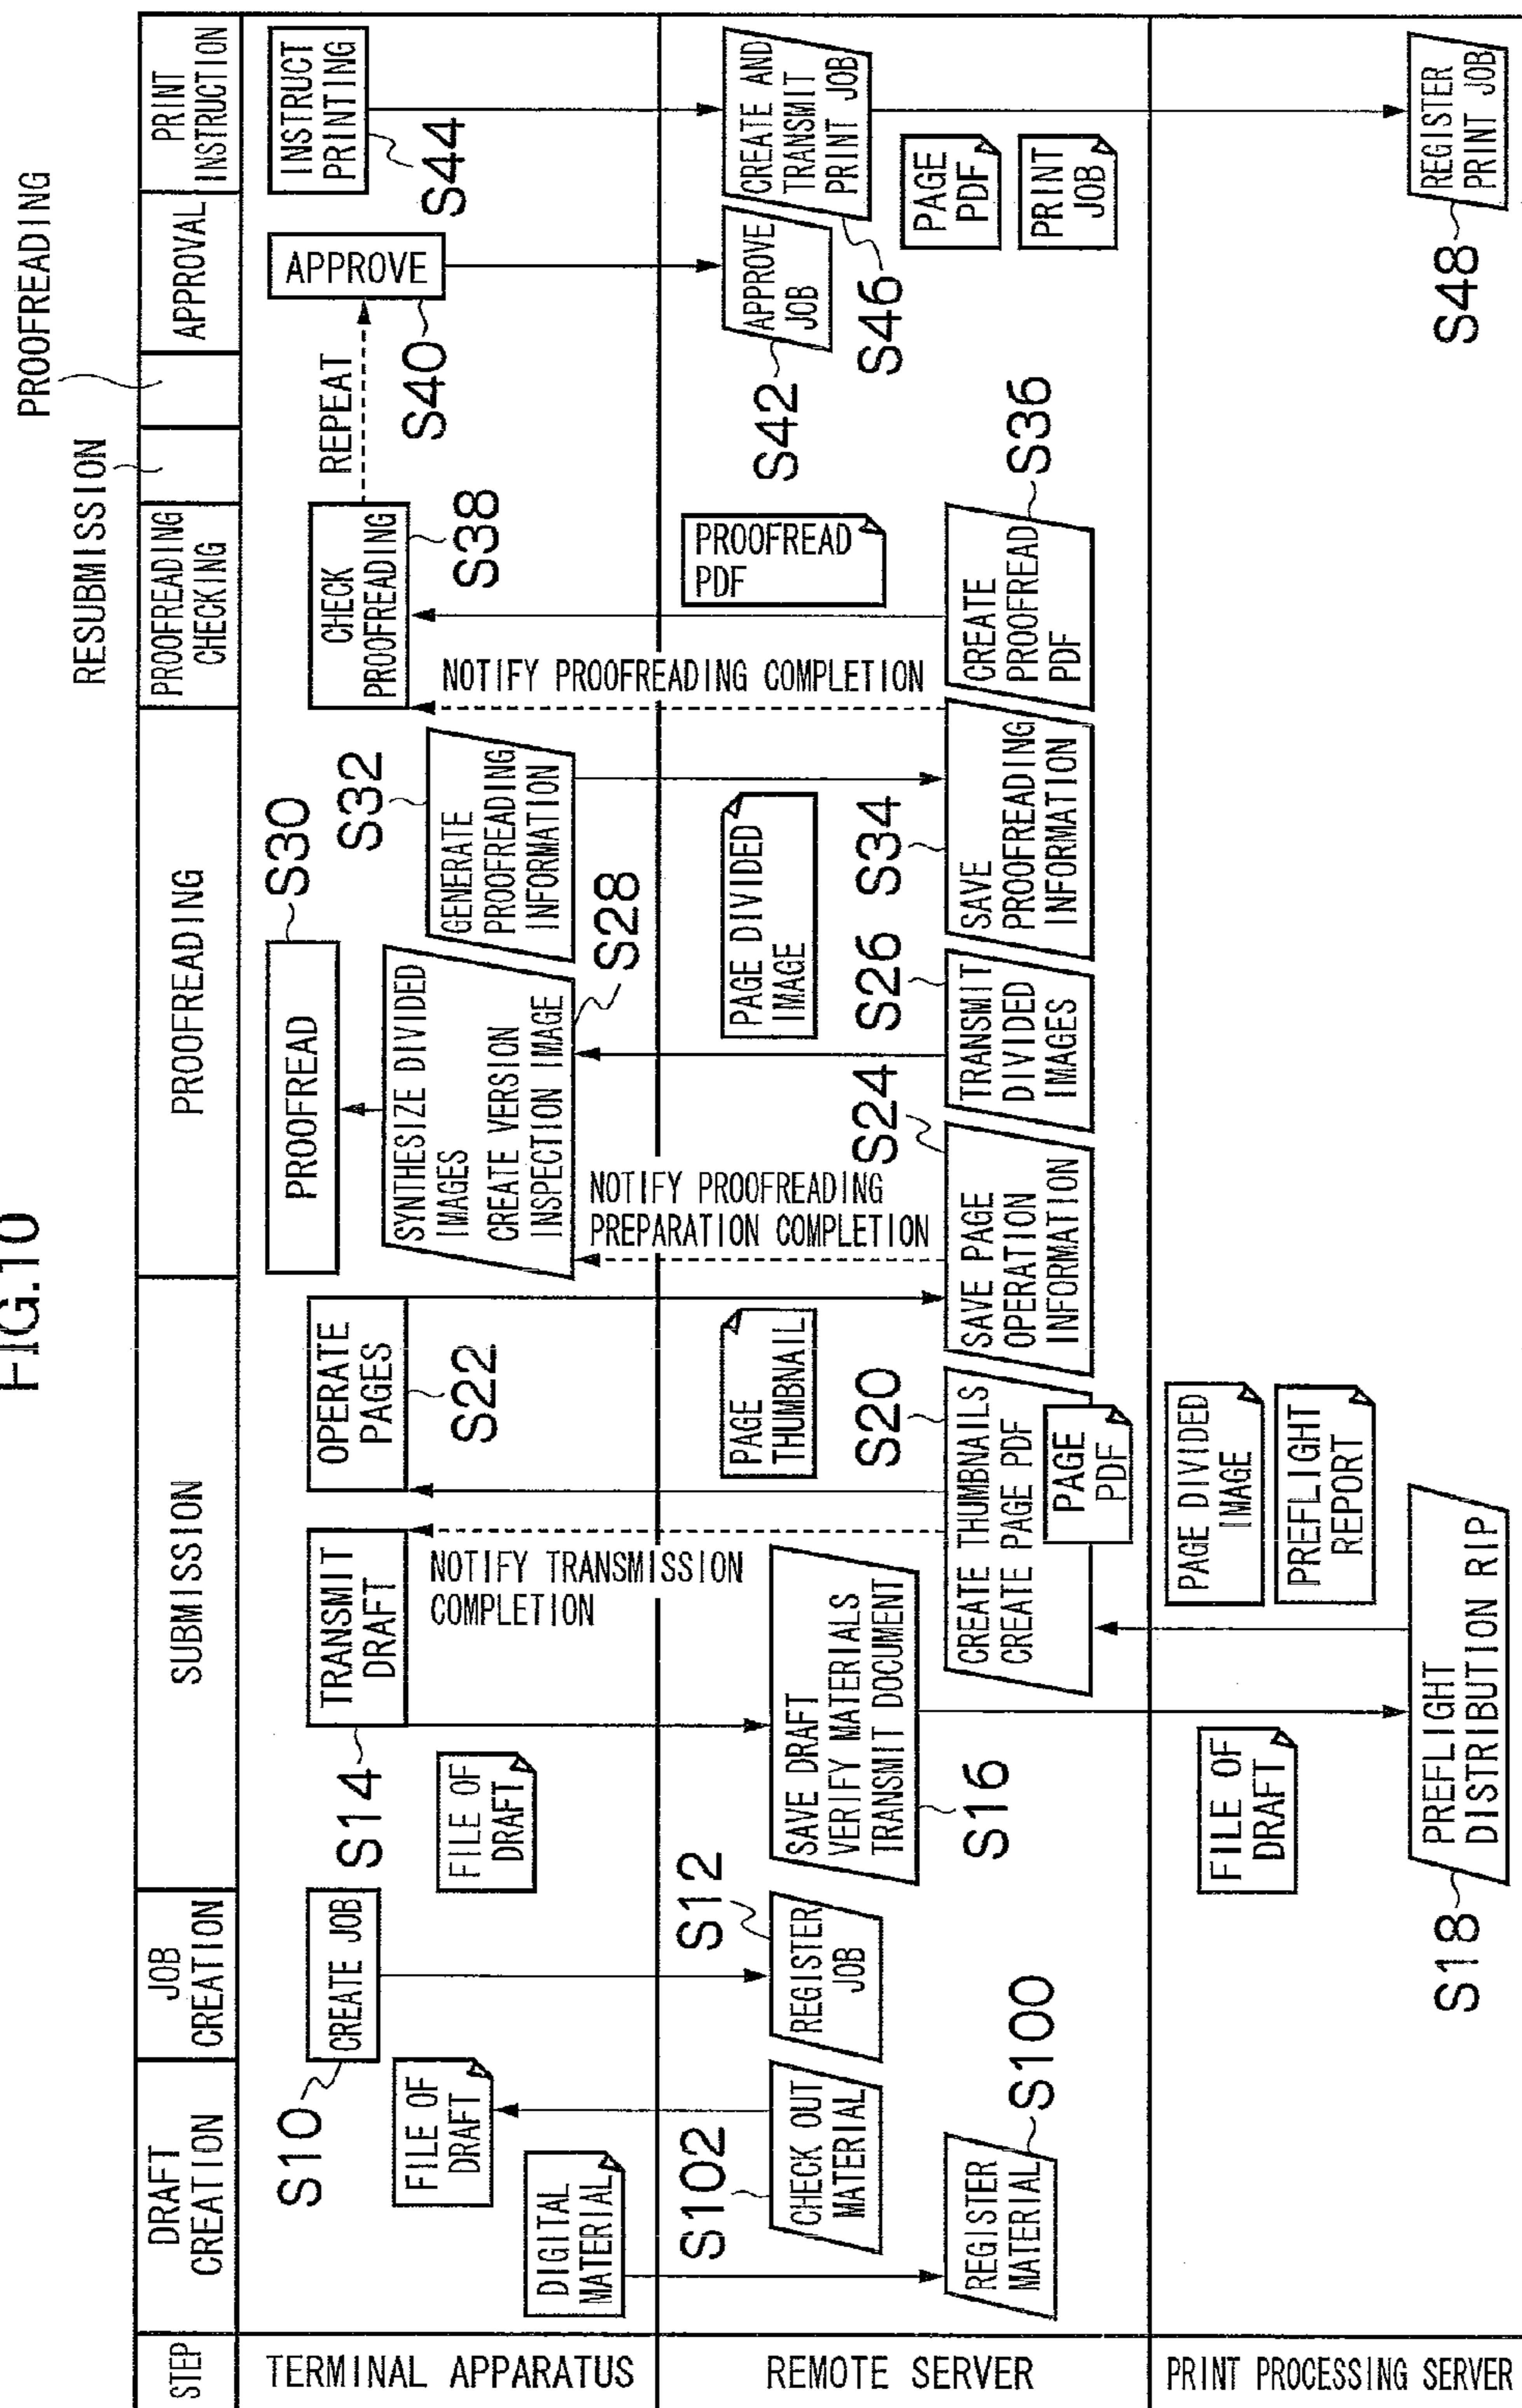 FIG.10
RESUBMISSION
PROOFREADING
STEP
DRAFT
CREATION
JOB
CREATION
SUBMISSION
PROOFREADING
PROOFREADING
CHECKING
APPROVAL
PRINT
INSTRUCTION
TERMINAL APPARATUS
S10
CREATE JOB
FILE OF
DRAFT
DIGITAL
MATERIAL
S14
TRANSMIT
DRAFT
FILE OF
DRAFT
NOTIFY TRANSMISSION
COMPLETION
OPERATE
PAGES
S22
PROOFREAD
S30
SYNTHESIZE DIVIDED
IMAGES
CREATE VERSION
INSPECTION IMAGE
S28
NOTIFY PROOFREADING
PREPARATION COMPLETION
S32
GENERATE
PROOFREADING
INFORMATION
CHECK
PROOFREADING
S38
NOTIFY PROOFREADING COMPLETION
REPEAT
APPROVE
S40
INSTRUCT
PRINTING
S44
REMOTE SERVER
S102
CHECK OUT
MATERIAL
REGISTER
MATERIAL
S100
S12
REGISTER
JOB
SAVE DRAFT
VERIFY MATERIALS
TRANSMIT DOCUMENT
S16
PAGE
THUMBNAIL
S20
CREATE THUMBNAILS
CREATE PAGE PDF
PAGE
PDF
S24
SAVE PAGE
OPERATION
INFORMATION
PAGE DIVIDED
IMAGE
S26
TRANSMIT
DIVIDED
IMAGES
S34
SAVE
PROOFREADING
INFORMATION
PROOFREAD
PDF
CREATE
PROOFREAD
PDF
S36
APPROVE
JOB
S42
CREATE AND
TRANSMIT
PRINT JOB
S46
PAGE
PDF
PRINT
JOB
PRINT PROCESSING SERVER
FILE OF
DRAFT
S18
PREFLIGHT
DISTRIBUTION RIP
PAGE DIVIDED
IMAGE
PREFLIGHT
REPORT
REGISTER
PRINT JOB
S48